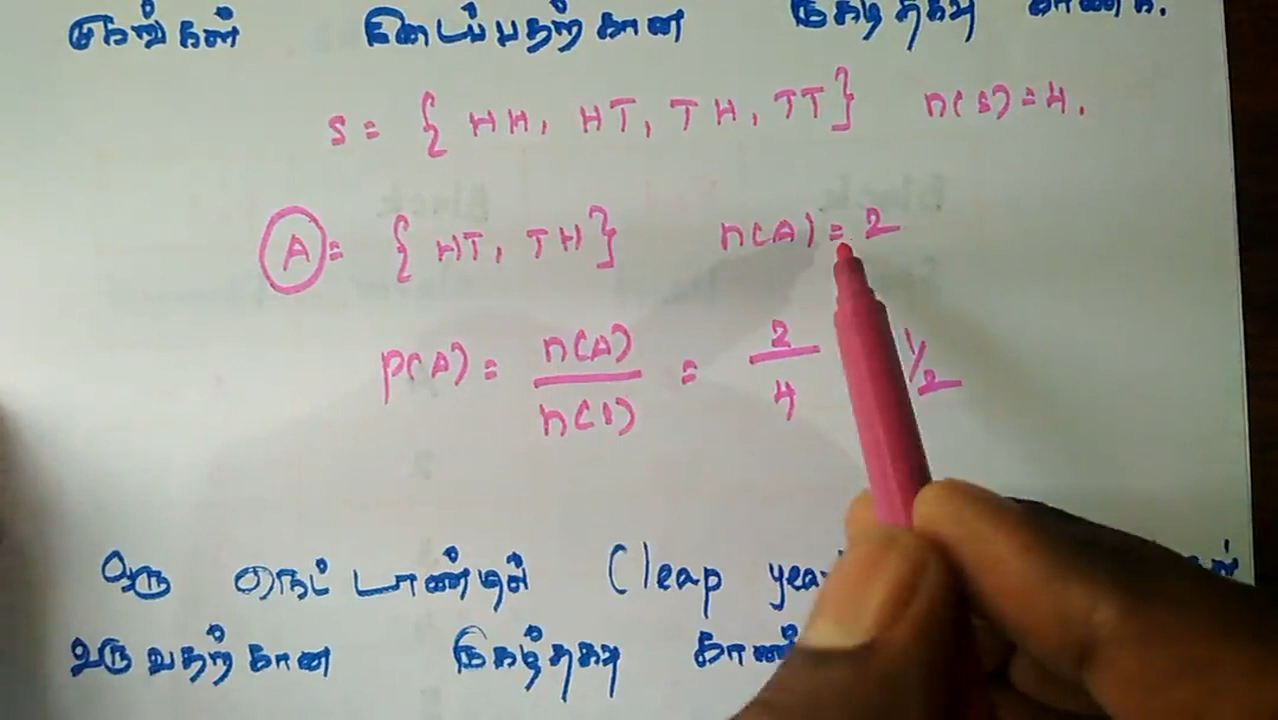 முகங்கள் கிடைப்பதற்கான நிகழ்தகவு காண்க.
S = { HH, HT, TH, TT } n(S) = 4.
A = { HT, TH } n(A) = 2
P(A) = n(A)/n(S) = 2/4 1/2
ஒரு நெட்டாண்டில் (leap year
வருவதற்கான நிகழ்தகவு காண்